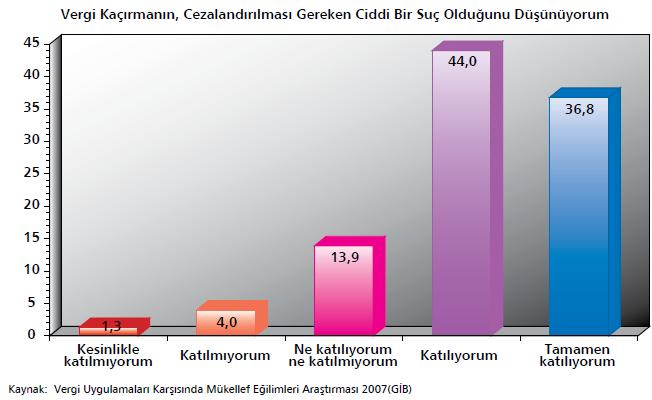 Vergi Kaçırmanın, Cezalandırılması Gereken Ciddi Bir Suç Olduğunu Düşünüyorum
45
40
35
30
25
20
15
10
5
0
1,3
4,0
13,9
44,0
36,8
Kesinlikle
katılmıyorum
Katılmıyorum
Ne katılıyorum
ne katılmıyorum
Katılıyorum
Tamamen
katılıyorum
Kaynak: Vergi Uygulamaları Karşısında Mükellef Eğilimleri Araştırması 2007(GİB)